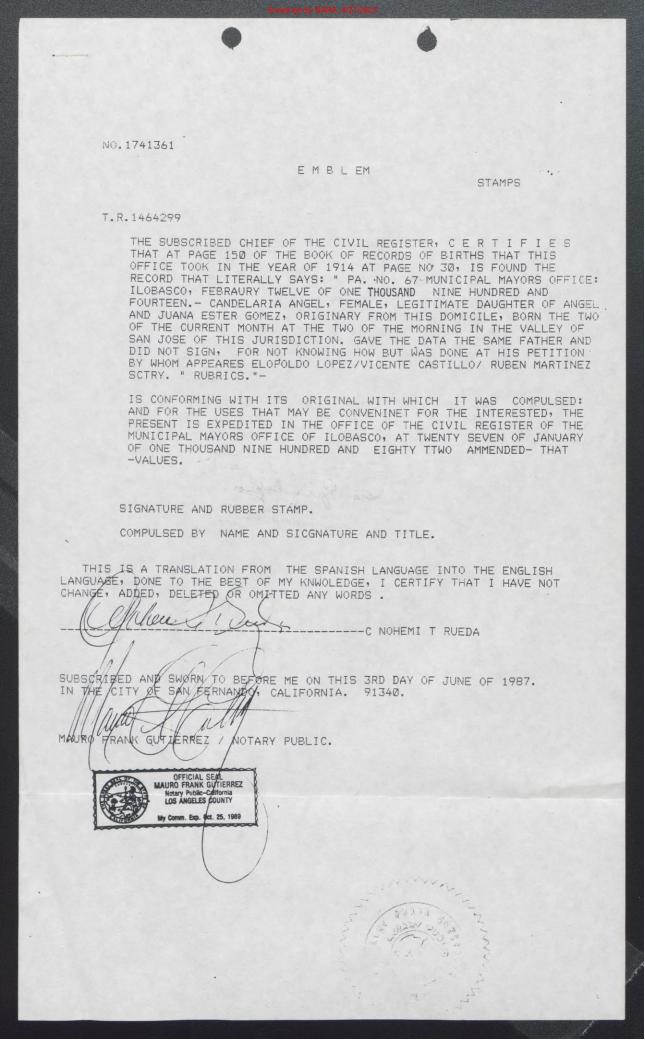 NO.1741361
E M B L EM
STAMPS
T.R.1464299
THE SUBSCRIBED CHIEF OF THE CIVIL REGISTER, C E R T I F I E S
THAT AT PAGE 150 OF THE BOOK OF RECORDS OF BIRTHS THAT THIS
OFFICE TOOK IN THE YEAR OF 1914 AT PAGE NO 30, IS FOUND THE
RECORD THAT LITERALLY SAYS: " PA. NO. 67 MUNICIPAL MAYORS OFFICE:
ILOBASCO, FEBRAURY TWELVE OF ONE THOUSAND NINE HUNDRED AND
FOURTEEN.- CANDELARIA ANGEL, FEMALE, LEGITIMATE DAUGHTER OF ANGEL
AND JUANA ESTER GOMEZ, ORIGINARY FROM THIS DOMICILE, BORN THE TWO
OF THE CURRENT MONTH AT THE TWO OF THE MORNING IN THE VALLEY OF
SAN JOSE OF THIS JURISDICTION. GAVE THE DATA THE SAME FATHER AND
DID NOT SIGN, FOR NOT KNOWING HOW BUT WAS DONE AT HIS PETITION
BY WHOM APPEARES ELOPOLDO LOPEZ/VICENTE CASTILLO/ RUBEN MARTINEZ
SCTRY. " RUBRICS."-
IS CONFORMING WITH ITS ORIGINAL WITH WHICH IT WAS COMPULSED:
AND FOR THE USES THAT MAY BE CONVENINET FOR THE INTERESTED, THE
PRESENT IS EXPEDITED IN THE OFFICE OF THE CIVIL REGISTER OF THE
MUNICIPAL MAYORS OFFICE OF ILOBASCO, AT TWENTY SEVEN OF JANUARY
OF ONE THOUSAND NINE HUNDRED AND EIGHTY TTWO AMMENDED- THAT
-VALUES.
SIGNATURE AND RUBBER STAMP.
COMPULSED BY NAME AND SICGNATURE AND TITLE.
THIS IS A TRANSLATION FROM THE SPANISH LANGUAGE INTO THE ENGLISH
LANGUAGE, DONE TO THE BEST OF MY KNWOLEDGE, I CERTIFY THAT I HAVE NOT
CHANGE, ADDED, DELETED OR OMITTED ANY WORDS .
C NOHEMI T RUEDA
SUBSCRIBED AND SWORN TO BEFORE ME ON THIS 3RD DAY OF JUNE OF 1987.
IN THE CITY OF SAN FERNANDO, CALIFORNIA. 91340.
MAURO FRANK GUTIERREZ / NOTARY PUBLIC.
OFFICIAL SEAL
MAURO FRANK GUTIERREZ
Notary Public-California
LOS ANGELES COUNTY
My Comm. Exp. Oct. 25, 1989